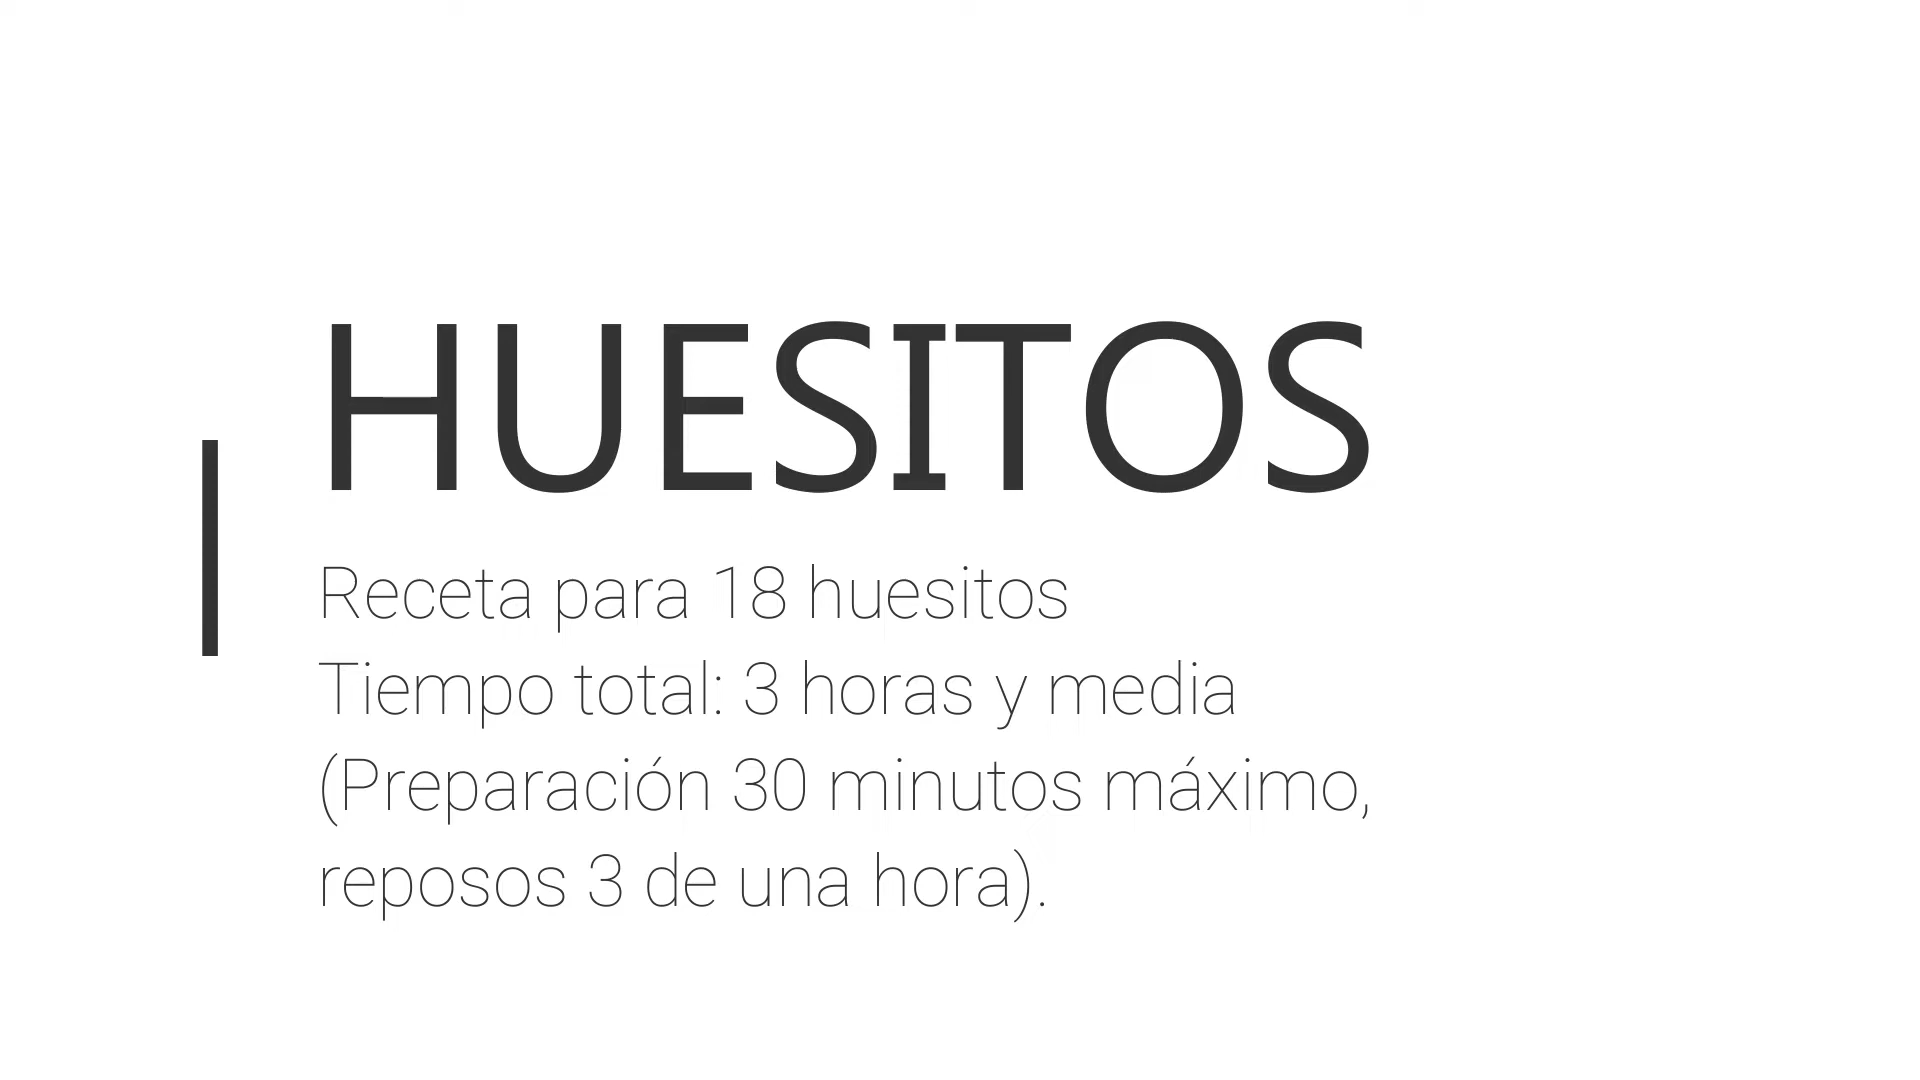 HUESITOS
Receta para 18 huesitos
Tiempo total: 3 horas y media
(Preparación 30 minutos máximo,
reposos 3 de una hora).